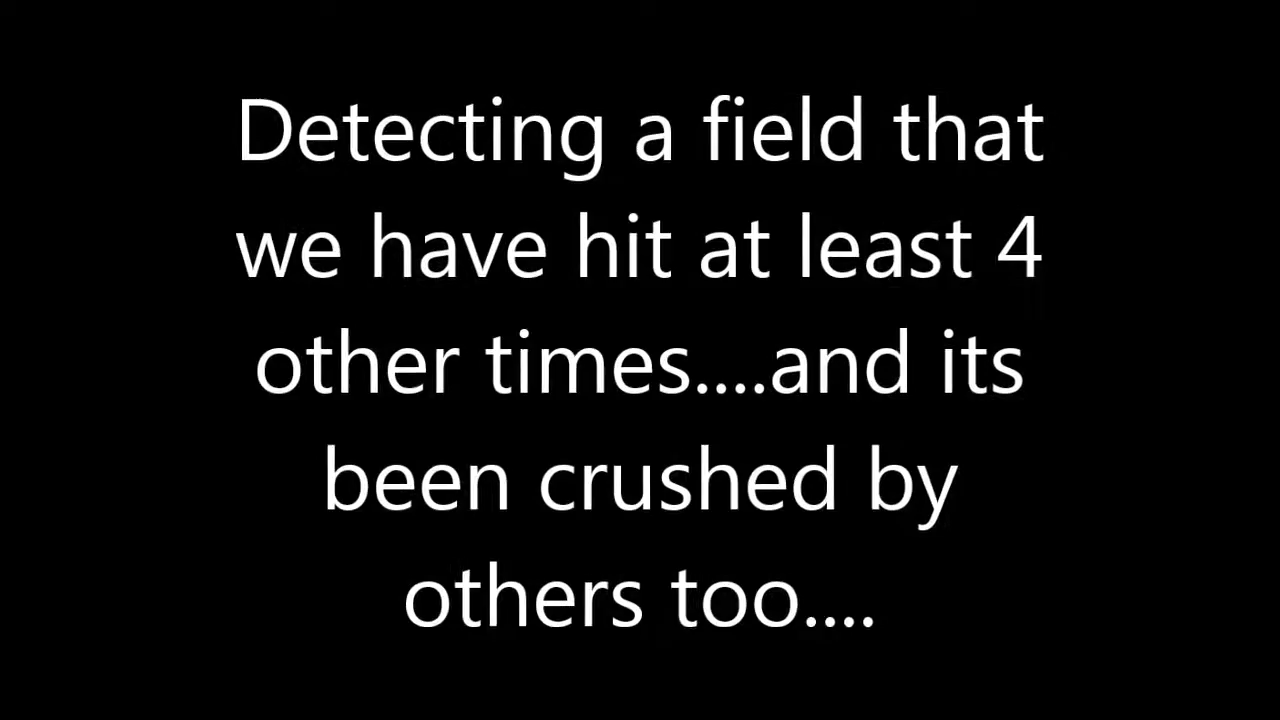 Detecting a field that
we have hit at least 4
other times....and its
been crushed by
others too....